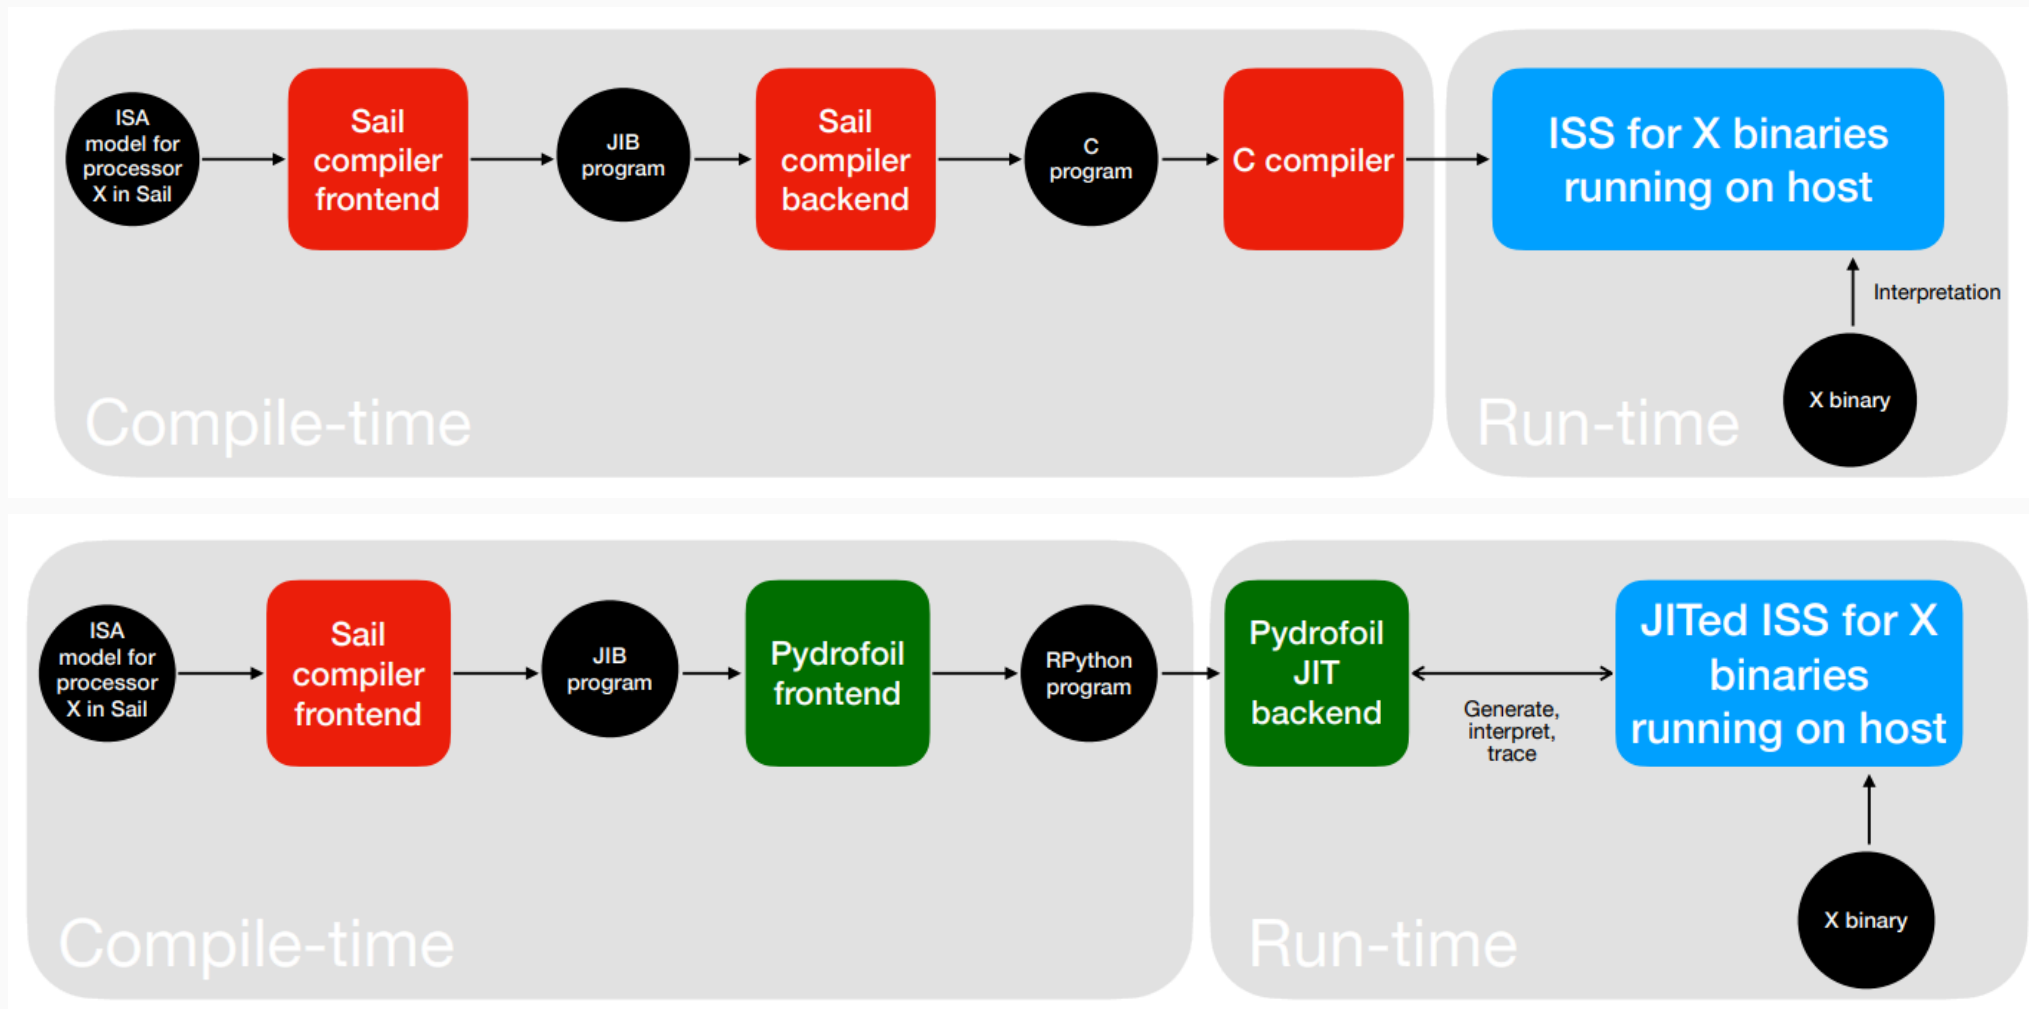 ISA
model for
processor
X in Sail
Sail
compiler
frontend
JIB
program
Sail
compiler
backend
C
program
C compiler
ISS for X binaries
running on host
Interpretation
X binary
Compile-time
Run-time
ISA
model for
processor
X in Sail
Sail
compiler
frontend
JIB
program
Pydrofoil
frontend
RPython
program
Pydrofoil
JIT
backend
Generate,
interpret,
trace
JITed ISS for X
binaries
running on host
X binary
Compile-time
Run-time